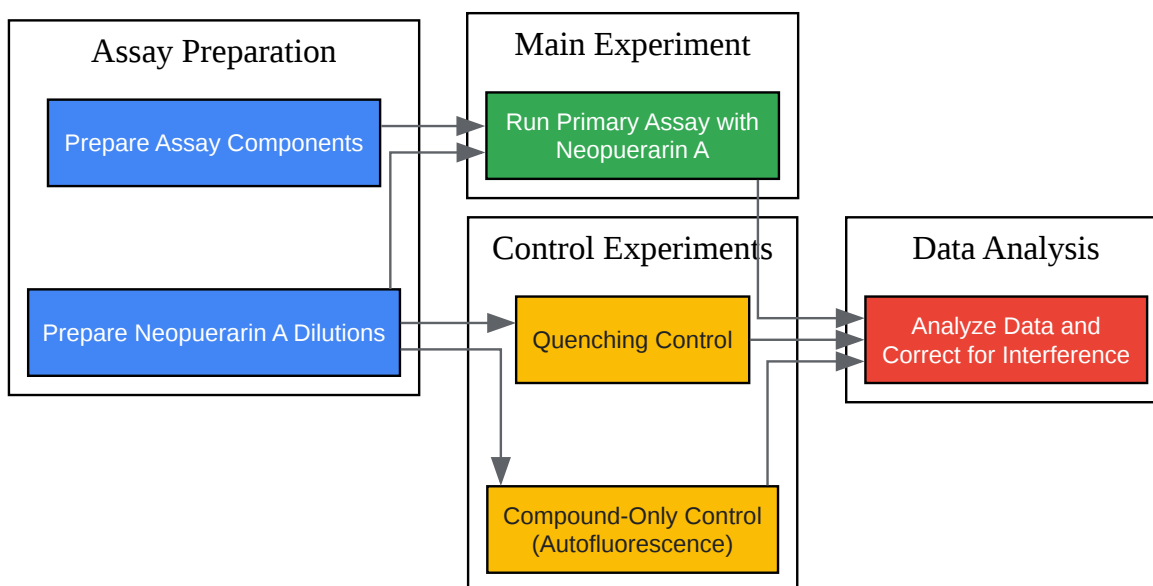 Assay Preparation
Prepare Assay Components
Prepare Neopuerarin A Dilutions
Main Experiment
Run Primary Assay with
Neopuerarin A
Control Experiments
Quenching Control
Compound-Only Control
(Autofluorescence)
Data Analysis
Analyze Data and
Correct for Interference